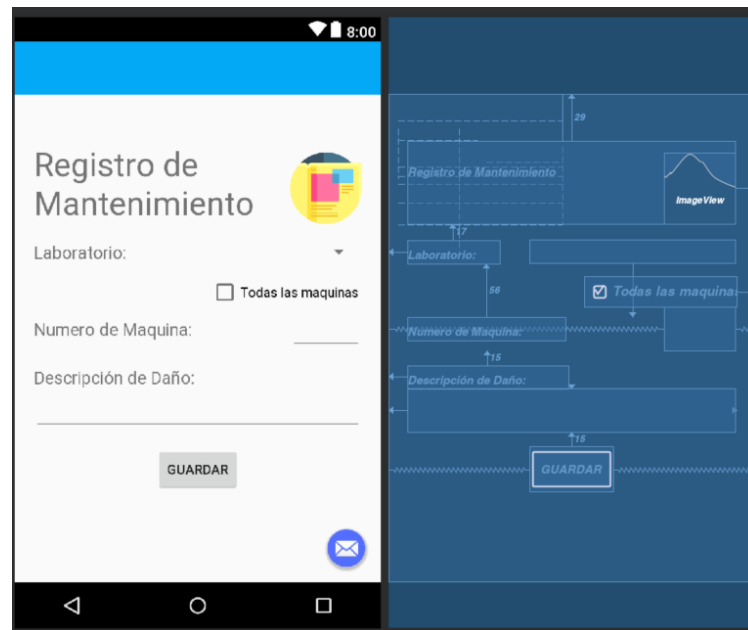 8:00
Registro de
Mantenimiento
Laboratorio:
Todas las maquinas
Numero de Maquina:
Descripción de Daño:
GUARDAR
29
Registro de Mantenimiento
ImageView
17
Laboratorio:
56
Todas las maquina
Numero de Maquina:
15
Descripción de Daño:
15
GUARDAR